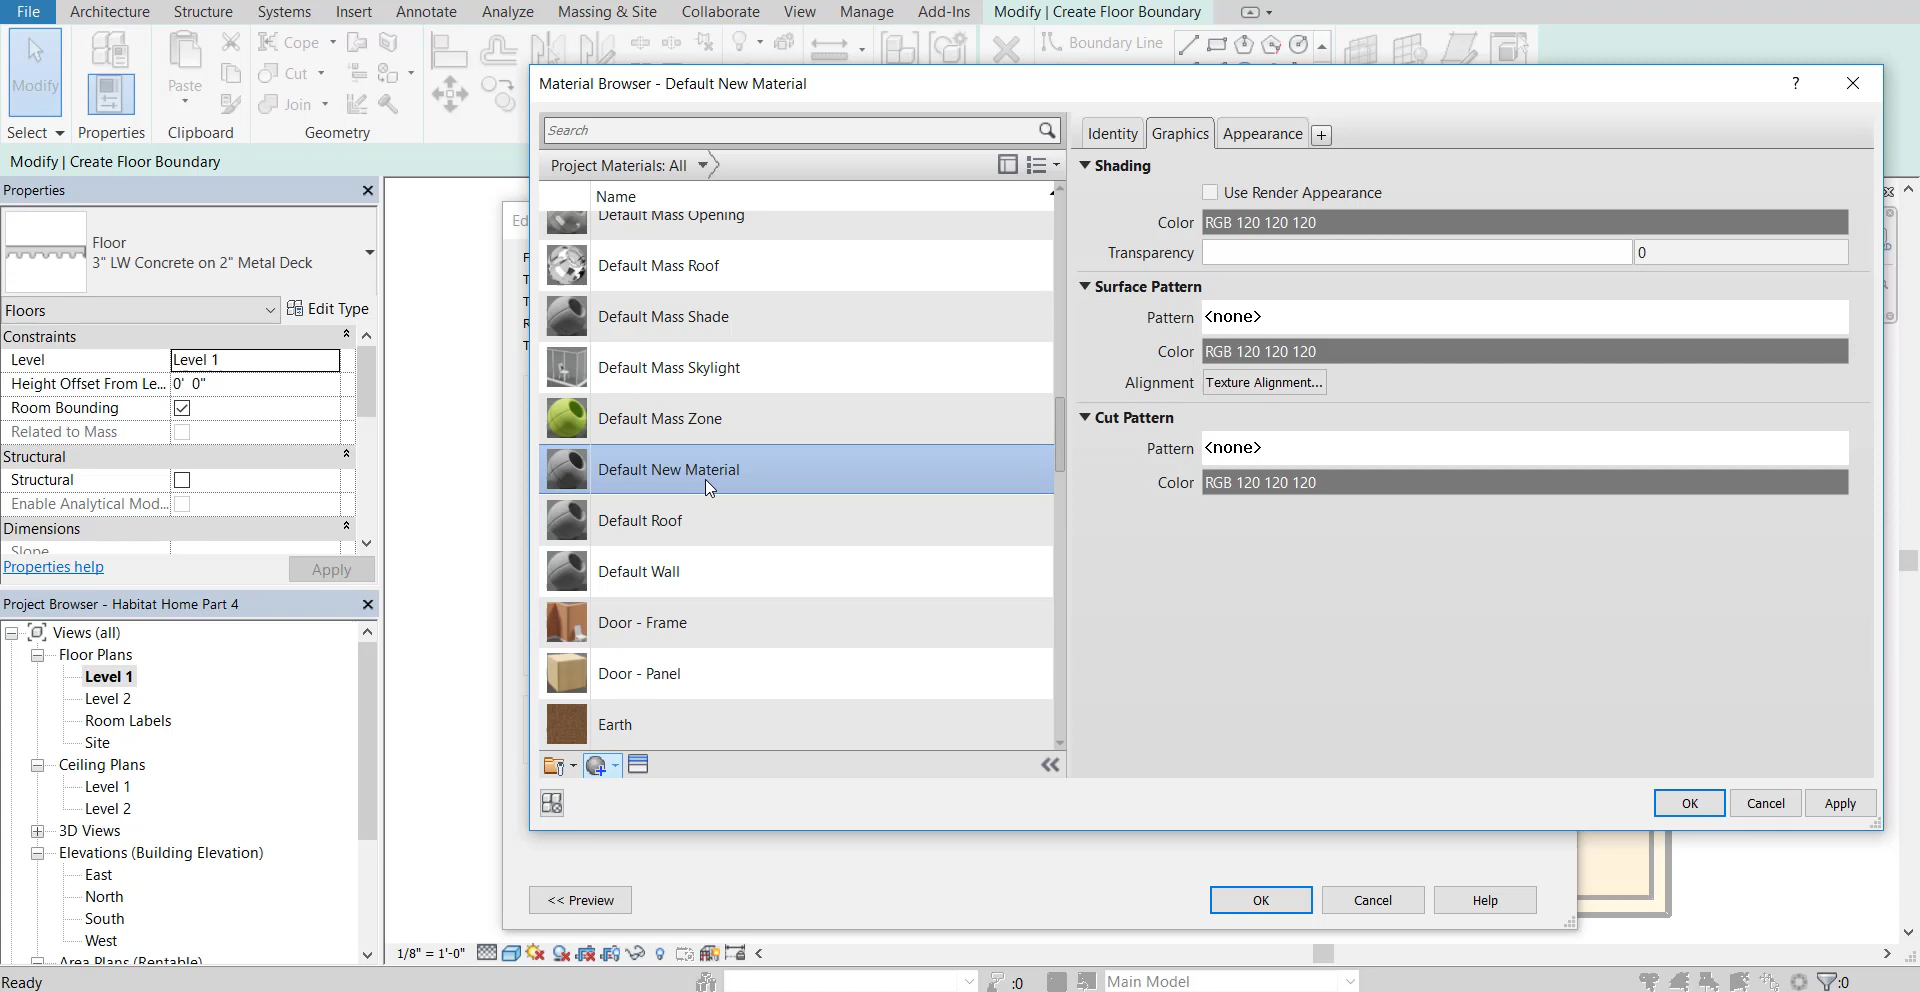 File Architecture Structure Systems Insert Annotate Analyze Massing & Site Collaborate View Manage Add-Ins Modify | Create Floor Boundary
Modify
Paste
Cope
Cut
Join
Boundary Line
Select Properties Clipboard Geometry
Modify | Create Floor Boundary
Properties
Floor
3" LW Concrete on 2" Metal Deck
Floors Edit Type
Constraints
Level Level 1
Height Offset From Le... 0' 0"
Room Bounding
Related to Mass
Structural
Structural
Enable Analytical Mod...
Dimensions
Slope
Properties help Apply
Project Browser - Habitat Home Part 4
Views (all)
Floor Plans
Level 1
Level 2
Room Labels
Site
Ceiling Plans
Level 1
Level 2
3D Views
Elevations (Building Elevation)
East
North
South
West
Area Plans (Rentable)
Ed
F
T
T
R
T
Material Browser - Default New Material
?
Search
Project Materials: All
Name
Default Mass Opening
Default Mass Roof
Default Mass Shade
Default Mass Skylight
Default Mass Zone
Default New Material
Default Roof
Default Wall
Door - Frame
Door - Panel
Earth
Identity Graphics Appearance +
Shading
Use Render Appearance
Color RGB 120 120 120
Transparency 0
Surface Pattern
Pattern <none>
Color RGB 120 120 120
Alignment Texture Alignment...
Cut Pattern
Pattern <none>
Color RGB 120 120 120
OK Cancel Apply
<< Preview OK Cancel Help
1/8" = 1'-0"
Ready :0 Main Model :0